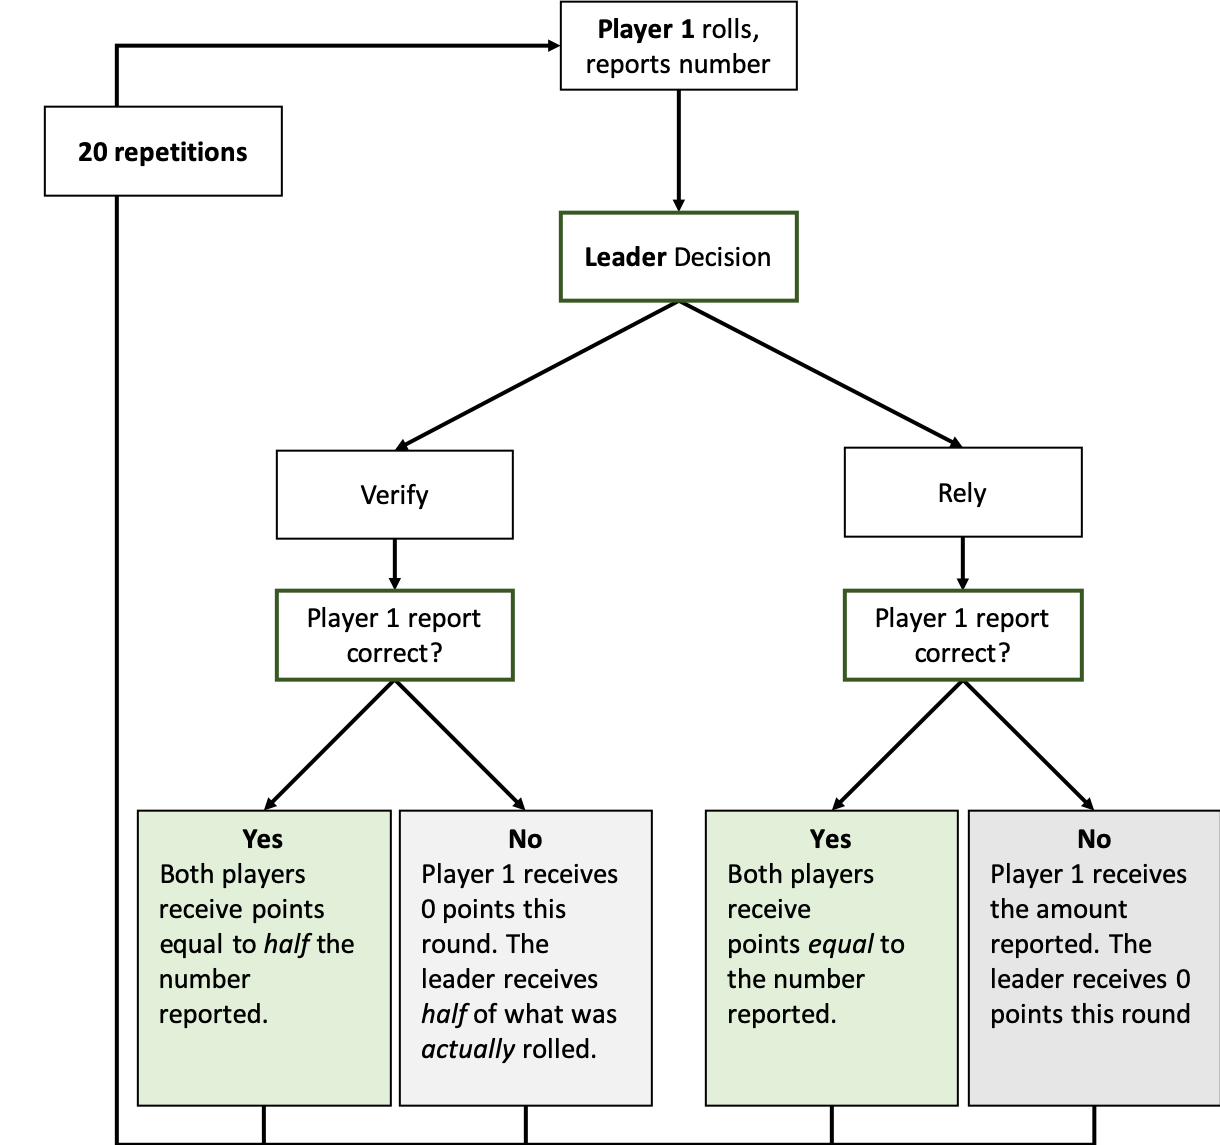 Player 1 rolls,
reports number
20 repetitions
Leader Decision
Verify
Rely
Player 1 report
correct?
Player 1 report
correct?
Yes
Both players
receive points
equal to half the
number
reported.
No
Player 1 receives
0 points this
round. The
leader receives
half of what was
actually rolled.
Yes
Both players
receive
points equal to
the number
reported.
No
Player 1 receives
the amount
reported. The
leader receives 0
points this round